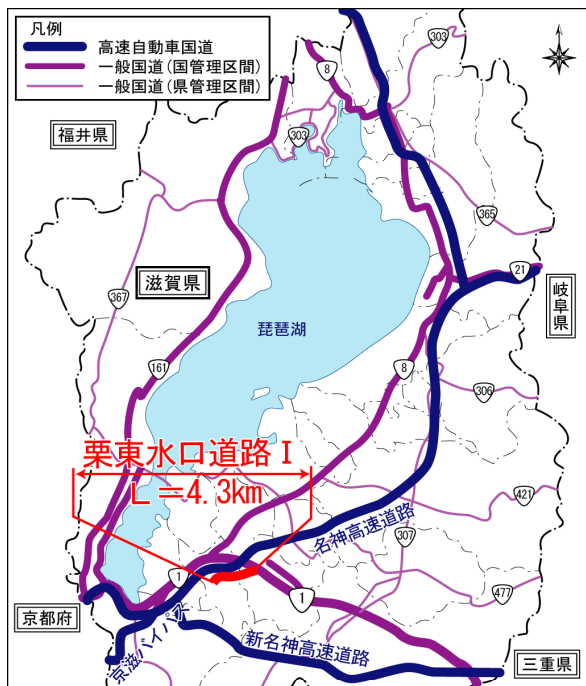 凡例
高速自動車国道
一般国道(国管理区間)
一般国道(県管理区間)
303
8
福井県
303
365
21
滋賀県
岐阜県
367
琵琶湖
161
8
306
栗東水口道路Ⅰ
L=4.3km
421
名神高速道路
307
1
1
477
京都府
京滋バイパス
新名神高速道路
三重県